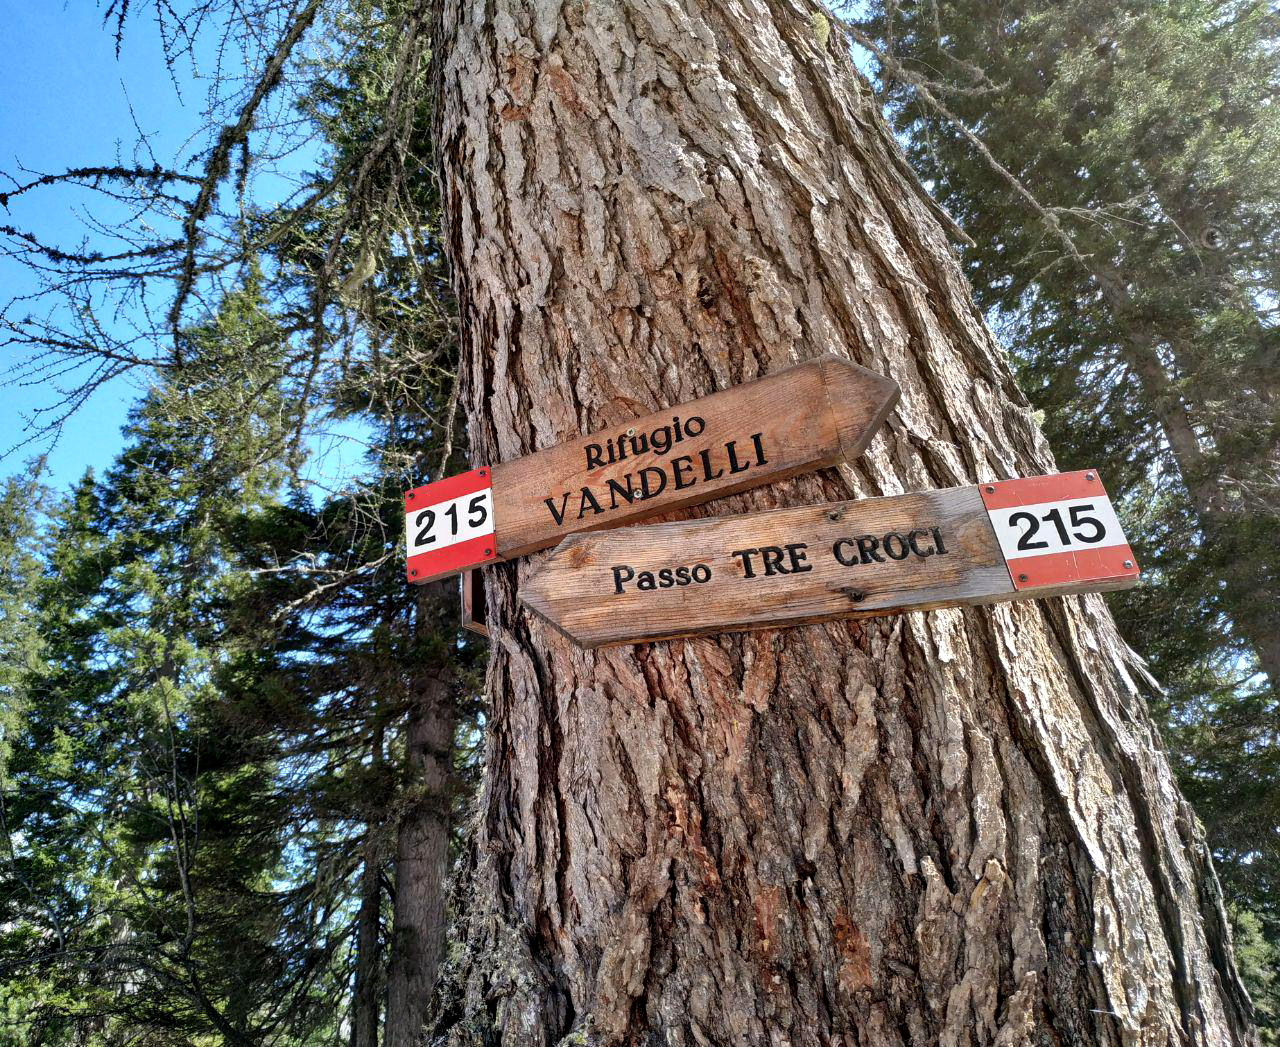 Rifugio
VANDELLI
215
Passo TRE CROCI
215